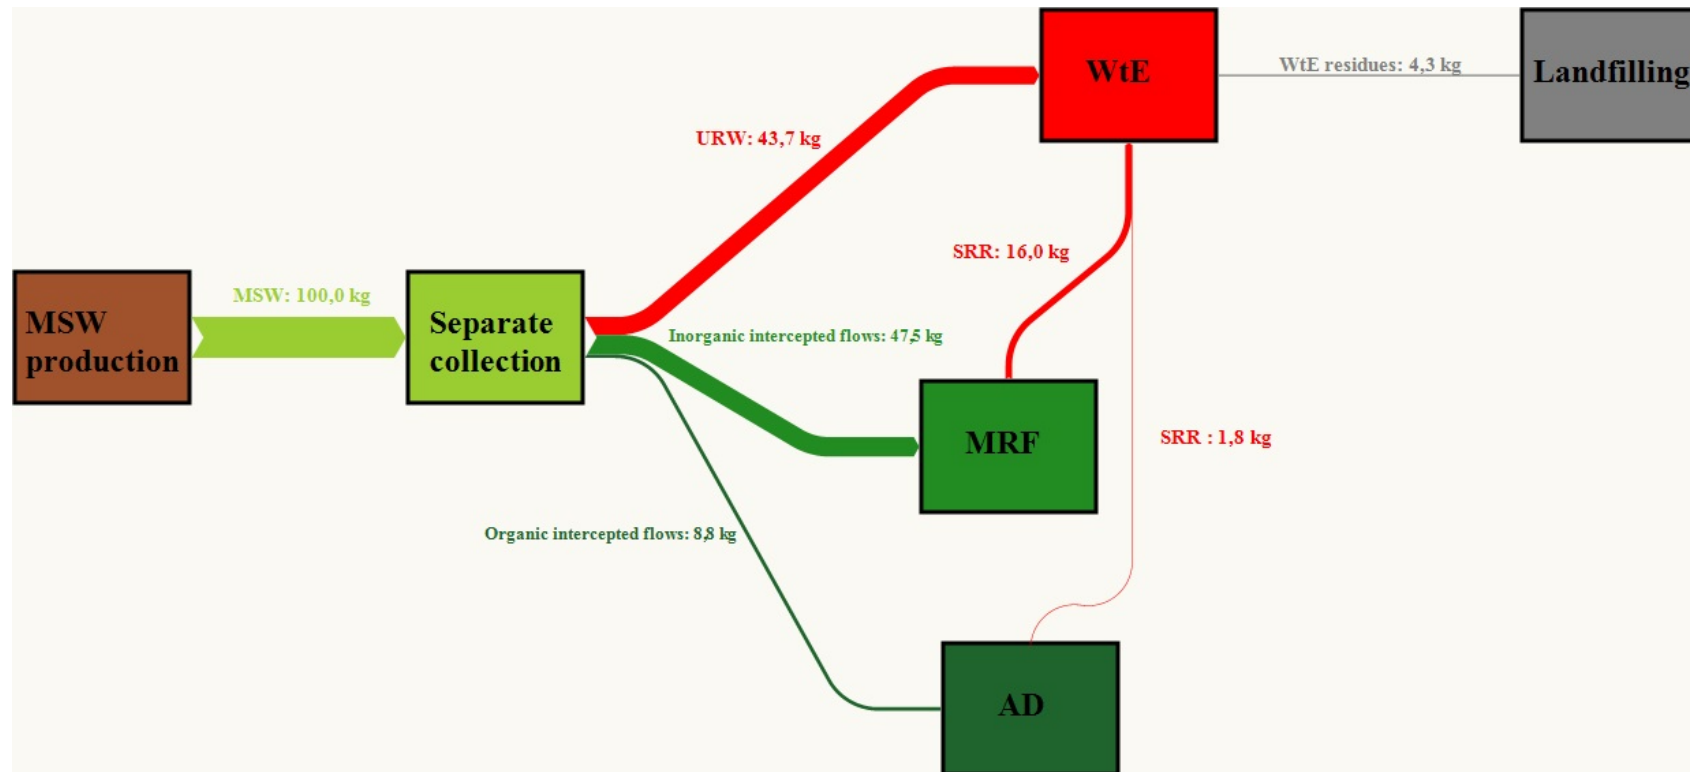 WtE
WtE residues: 4,3 kg
Landfilling
URW: 43,7 kg
SRR: 16,0 kg
MSW
production
MSW: 100,0 kg
Separate
collection
Inorganic intercepted flows: 47,5 kg
MRF
SRR : 1,8 kg
Organic intercepted flows: 8,8 kg
AD